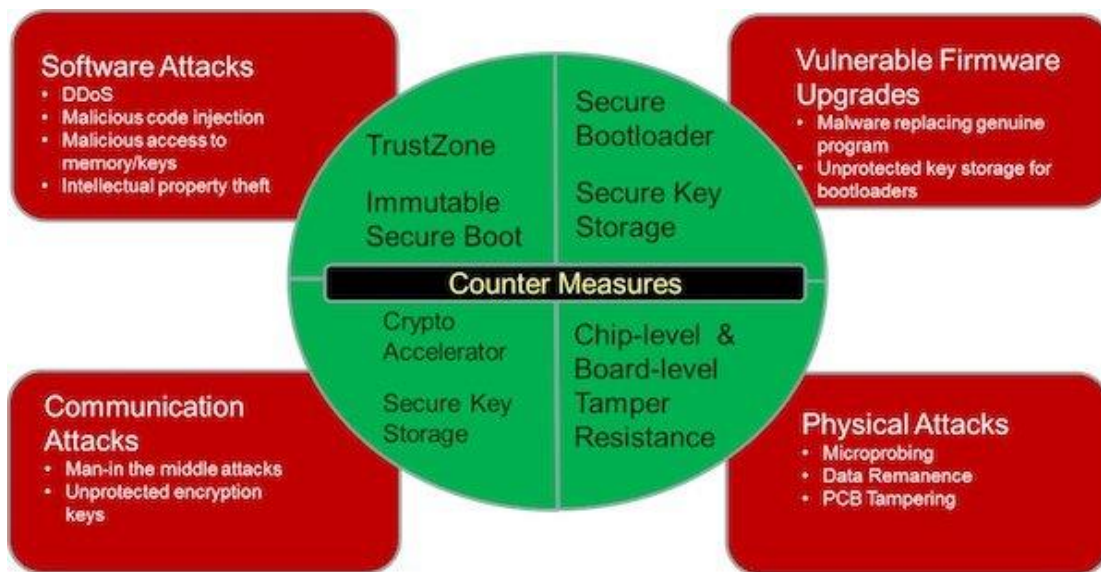 Software Attacks
• DDoS
• Malicious code injection
• Malicious access to
memory/keys
• Intellectual property theft
TrustZone
Immutable
Secure Boot
Secure
Bootloader
Secure Key
Storage
Vulnerable Firmware
Upgrades
• Malware replacing genuine
program
• Unprotected key storage for
bootloaders
Counter Measures
Communication
Attacks
• Man-in the middle attacks
• Unprotected encryption
keys
Crypto
Accelerator
Secure Key
Storage
Chip-level &
Board-level
Tamper
Resistance
Physical Attacks
• Microprobing
• Data Remanence
• PCB Tampering